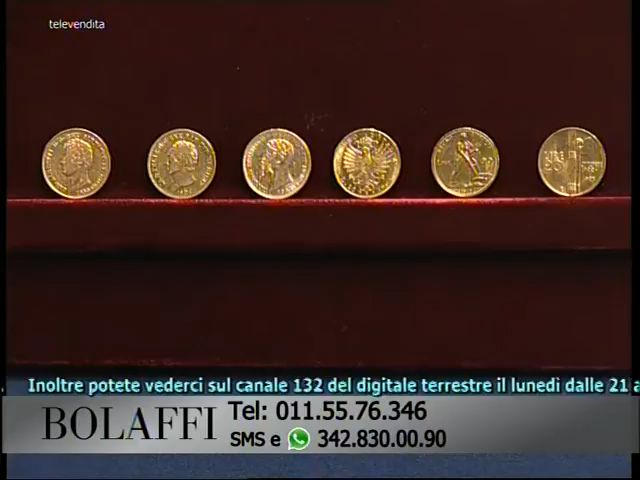 televendita
Inoltre potete vederci sul canale 132 del digitale terrestre il lunedì dalle 21 a
BOLAFFI
Tel: 011.55.76.346
SMS e 342.830.00.90